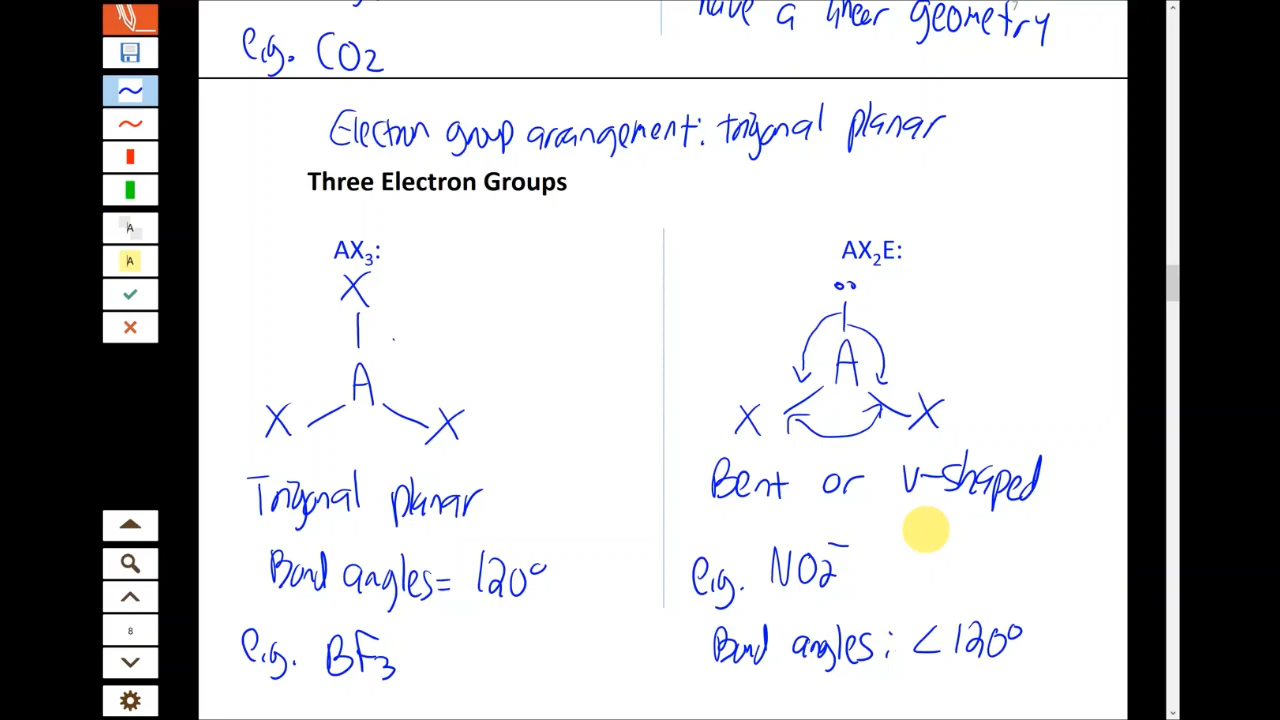 have a linear geometry
e.g. CO2
Electron group arrangement: trigonal planar
Three Electron Groups
AX₃:
X
A
X X
Trigonal planar
Bond angles = 120°
e.g. BF₃
AX₂E:
A
X X
Bent or v-shaped
e.g. NO₂⁻
Bond angles: < 120°
A
A
8